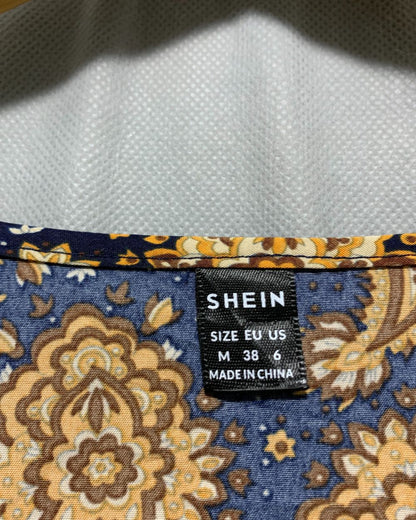 SHEIN
SIZE EU US
M 38 6
MADE IN CHINA